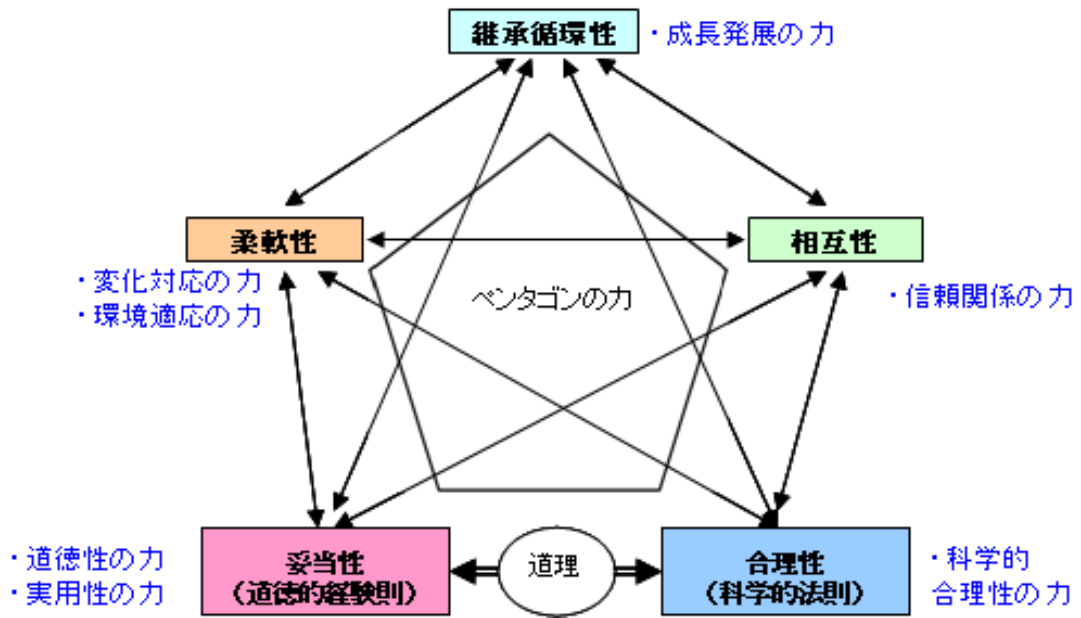 継承循環性
・成長発展の力
柔軟性
相互性
・変化対応の力
・環境適応の力
ペンタゴンの力
・信頼関係の力
・道徳性の力
・実用性の力
妥当性
(道徳的経験則)
道理
合理性
(科学的法則)
・科学的
合理性の力